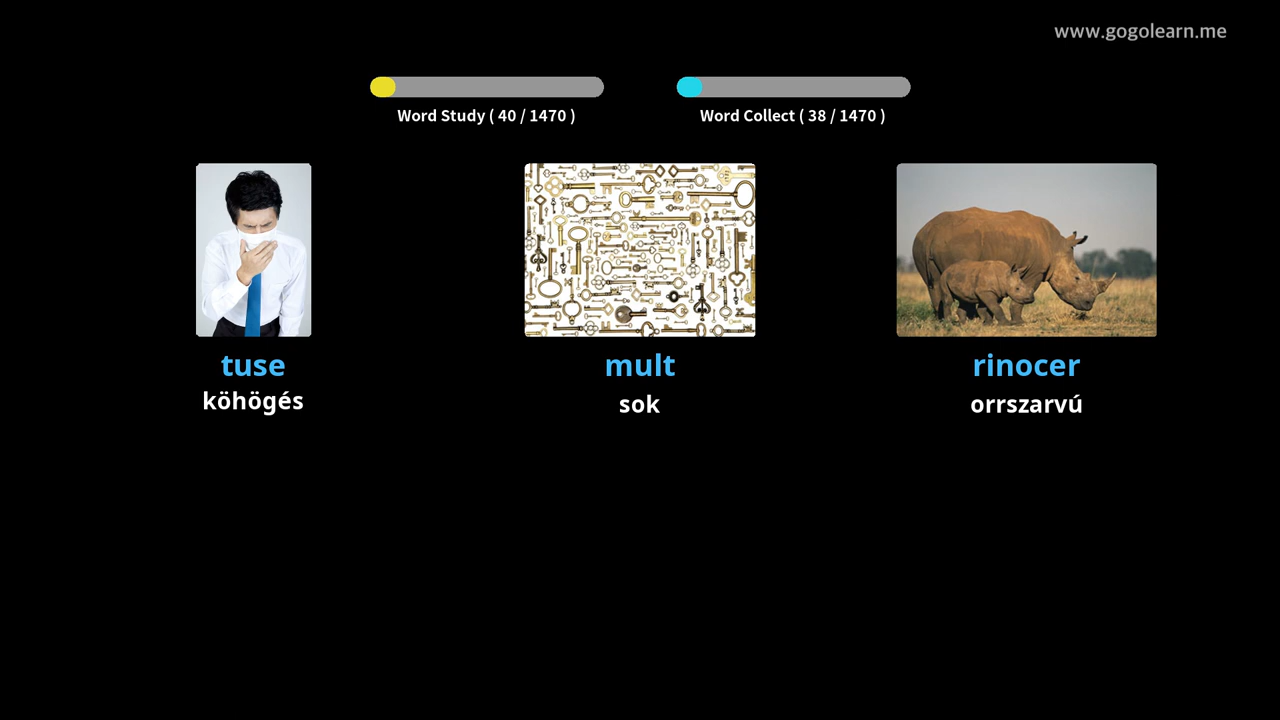 www.gogolearn.me
Word Study ( 40 / 1470 )
Word Collect ( 38 / 1470 )
tuse
köhögés
mult
sok
rinocer
orrszarvú